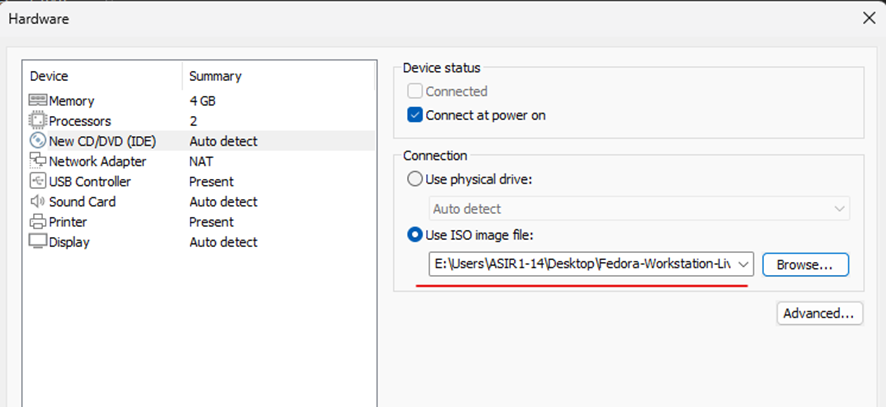 Hardware
Device Summary
Memory 4 GB
Processors 2
New CD/DVD (IDE) Auto detect
Network Adapter NAT
USB Controller Present
Sound Card Auto detect
Printer Present
Display Auto detect
Device status
Connected
Connect at power on
Connection
Use physical drive:
Auto detect
Use ISO image file:
E:\Users\ASIR1-14\Desktop\Fedora-Workstation-Liv
Browse...
Advanced...